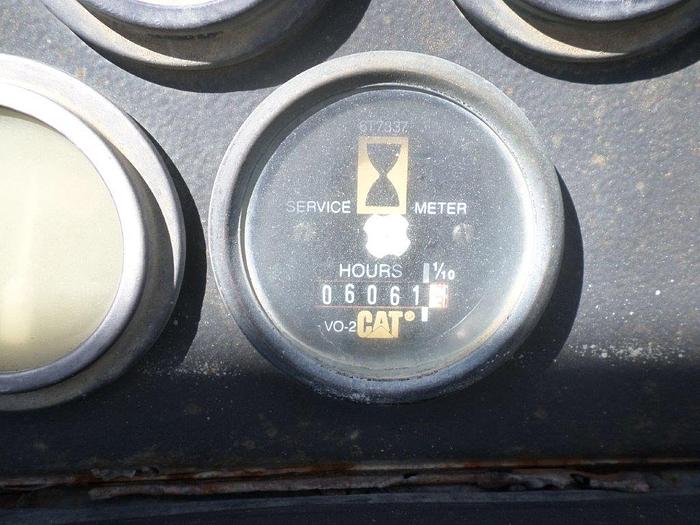 6T7337
SERVICE METER
HOURS 1/10
06061
VO-2 CAT